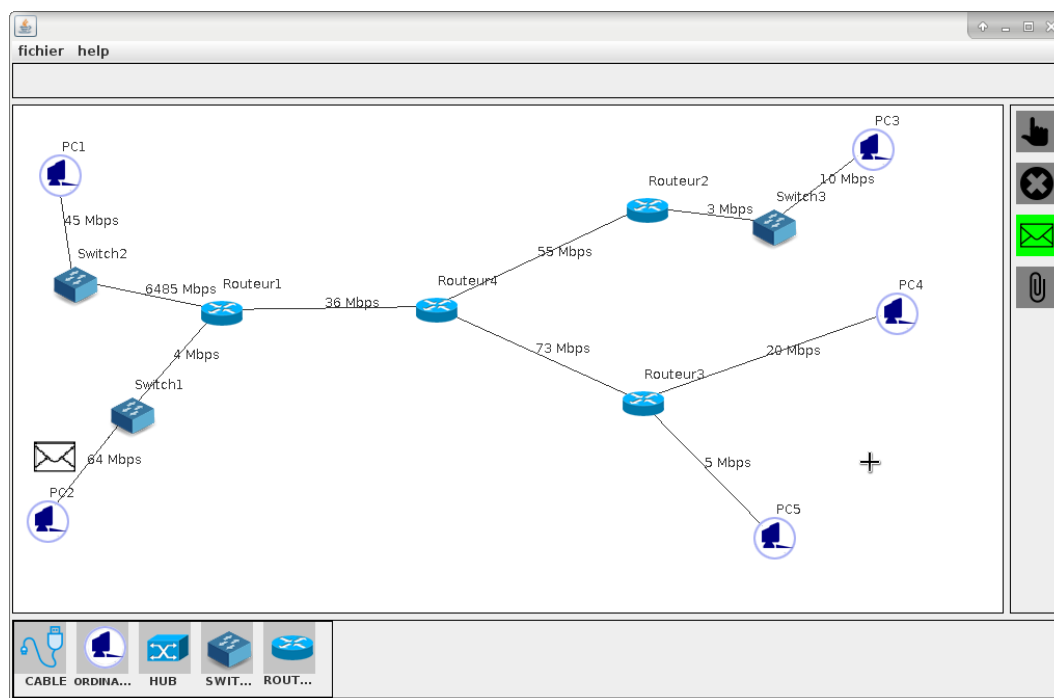 fichier help
PC1
PC3
45 Mbps
10 Mbps
Routeur2
Switch3
3 Mbps
Switch2
55 Mbps
6485 Mbps
Routeur1
Routeur4
PC4
36 Mbps
4 Mbps
73 Mbps
20 Mbps
Switch1
Routeur3
64 Mbps
5 Mbps
PC2
PC5
CABLE ORDINA... HUB SWIT... ROUT...